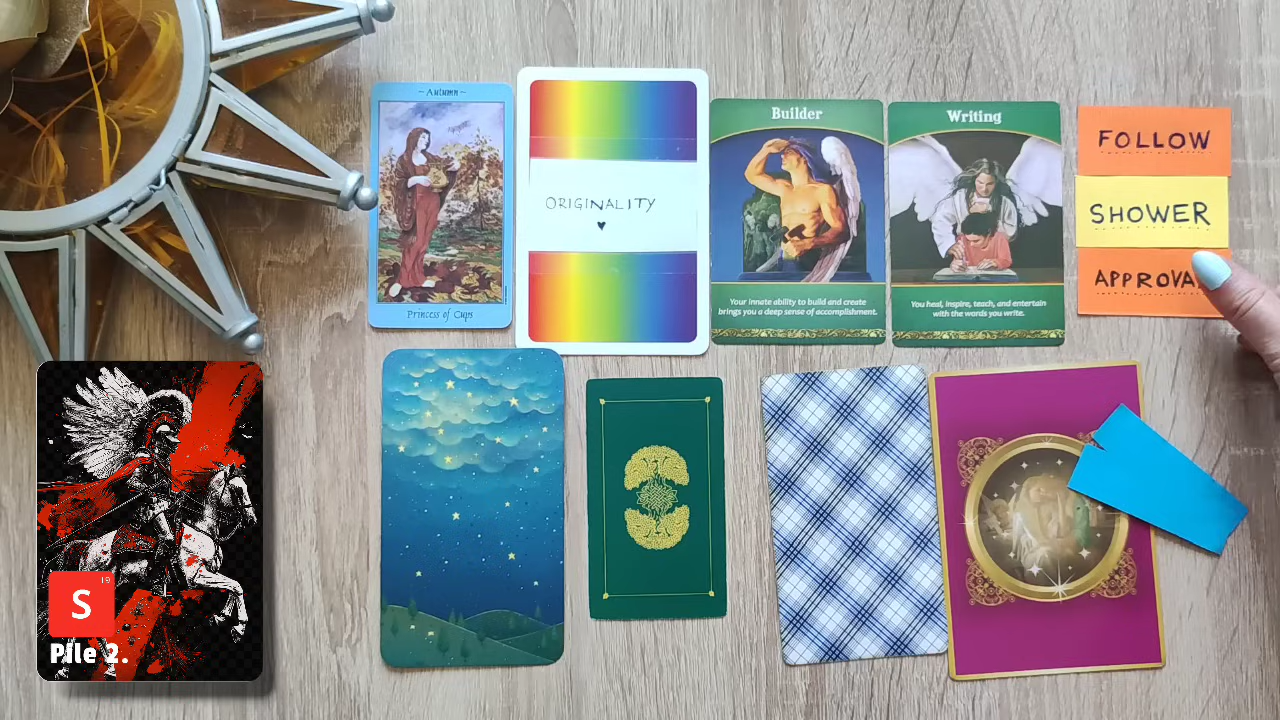 ~ Autumn ~
Princess of Cups
ORIGINALITY
♥
Builder
Your innate ability to build and create
brings you a deep sense of accomplishment.
Writing
You heal, inspire, teach, and entertain
with the words you write.
FOLLOW
SHOWER
APPROVA
19
S
Pile 2.